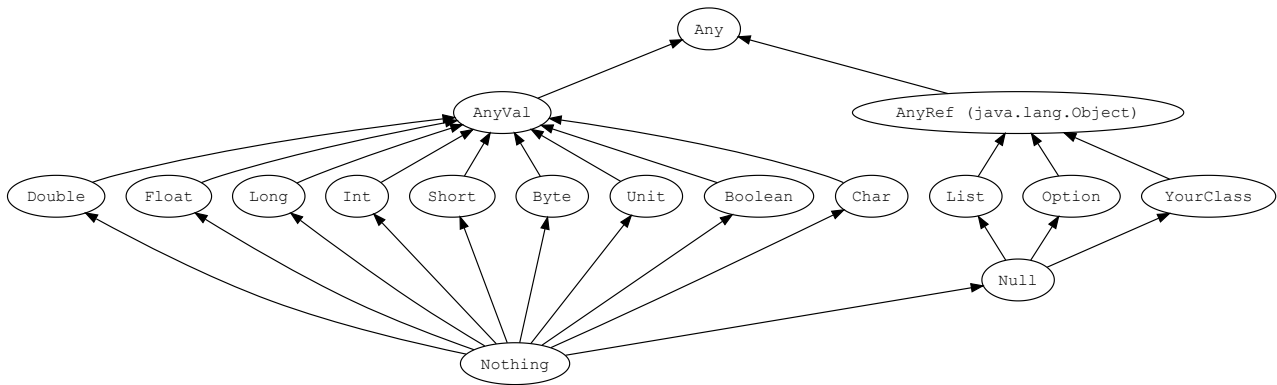 Any
AnyVal
AnyRef (java.lang.Object)
Double
Float
Long
Int
Short
Byte
Unit
Boolean
Char
List
Option
YourClass
Null
Nothing